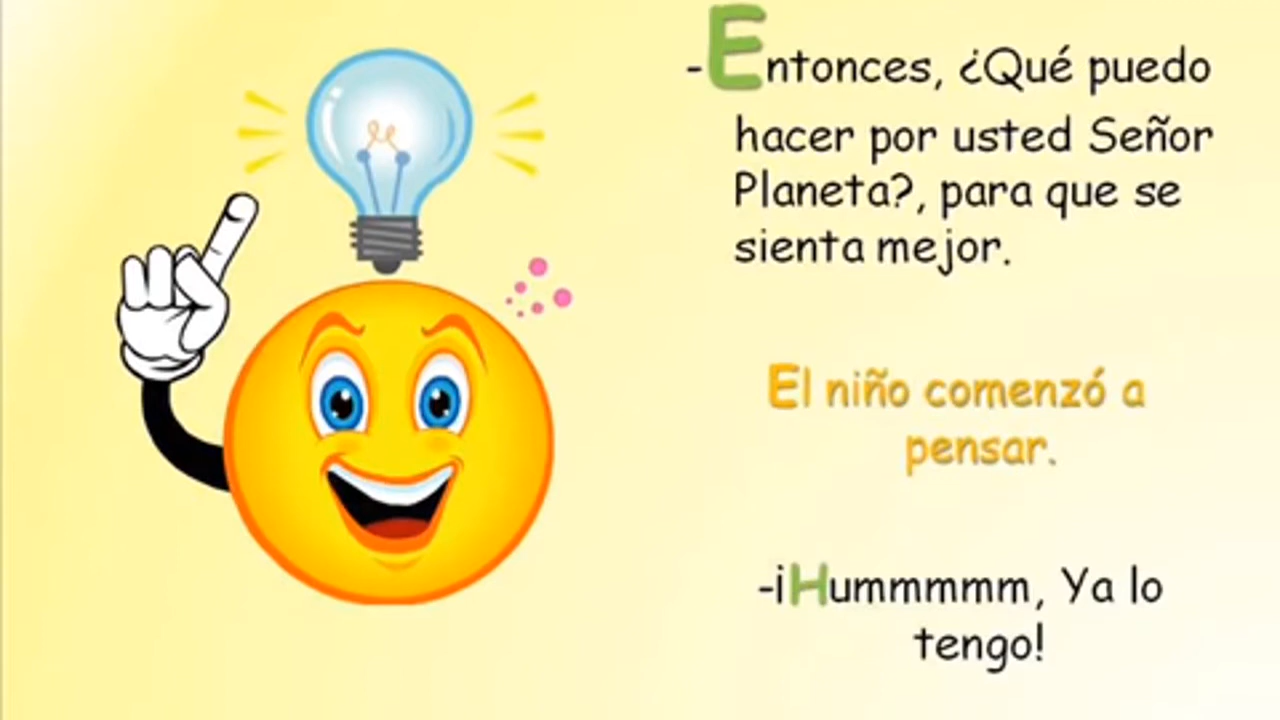 -Entonces, ¿Qué puedo
hacer por usted Señor
Planeta?, para que se
sienta mejor.
El niño comenzó a
pensar.
-¡Hummmmm, Ya lo
tengo!